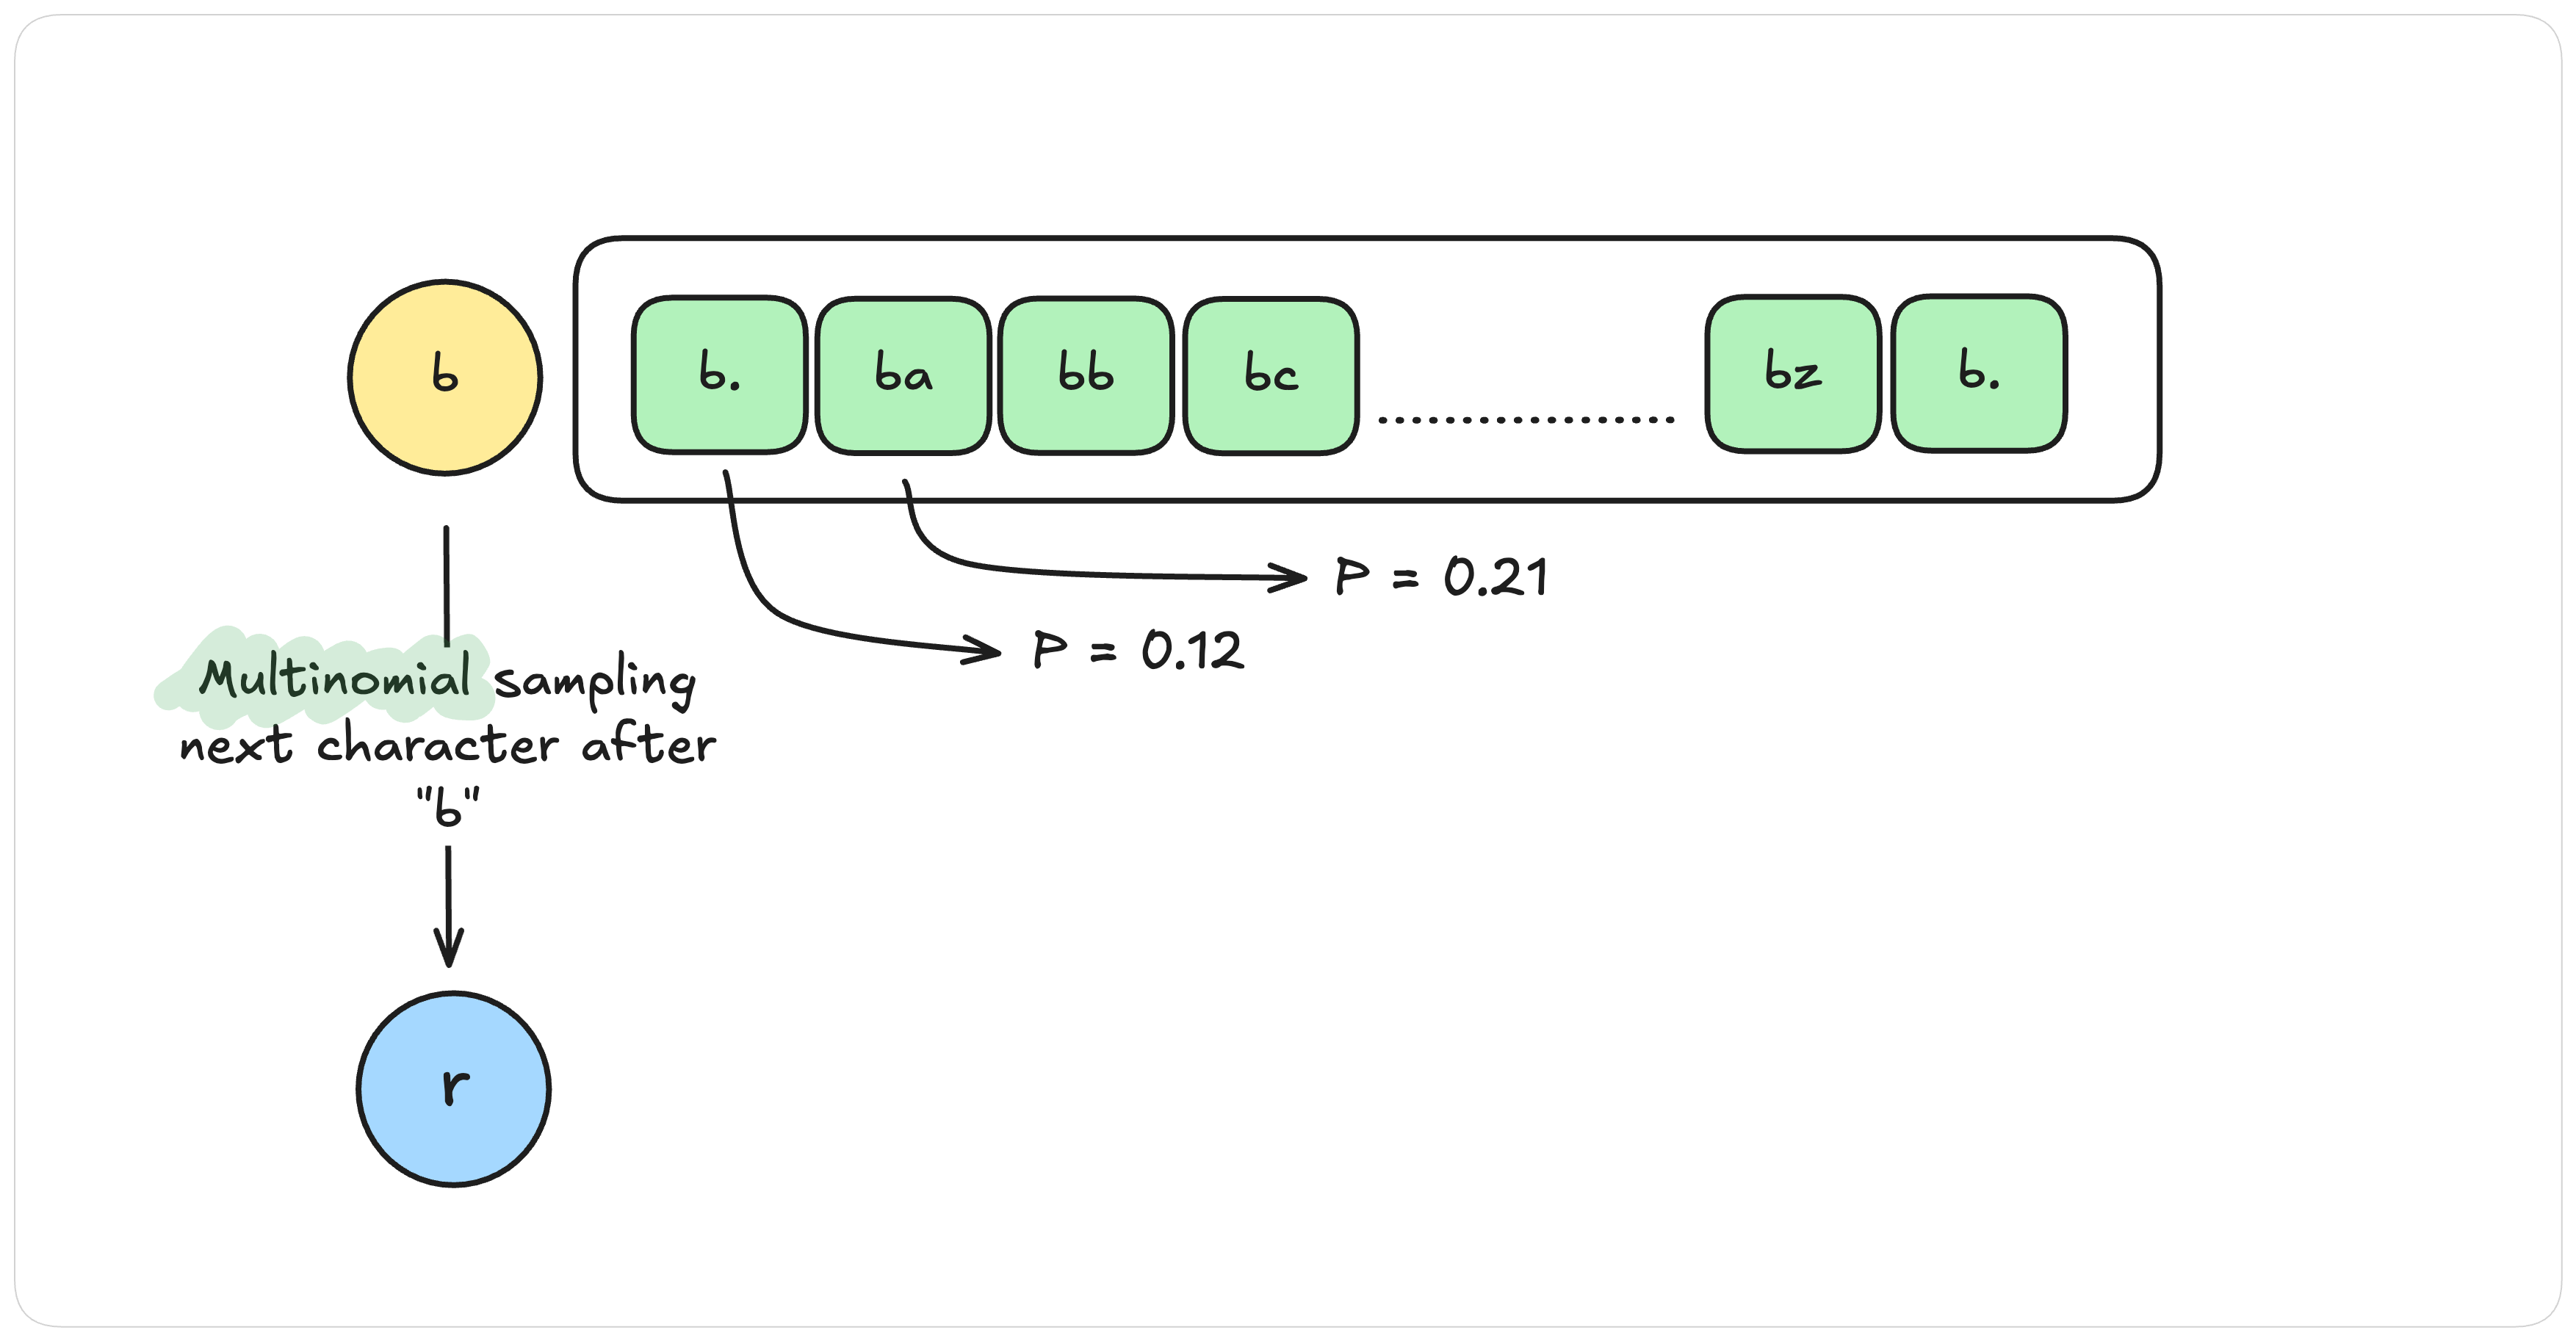 b
b.
ba
bb
bc
bz
b.
P = 0.21
P = 0.12
Multinomial sampling
next character after
"b"
r